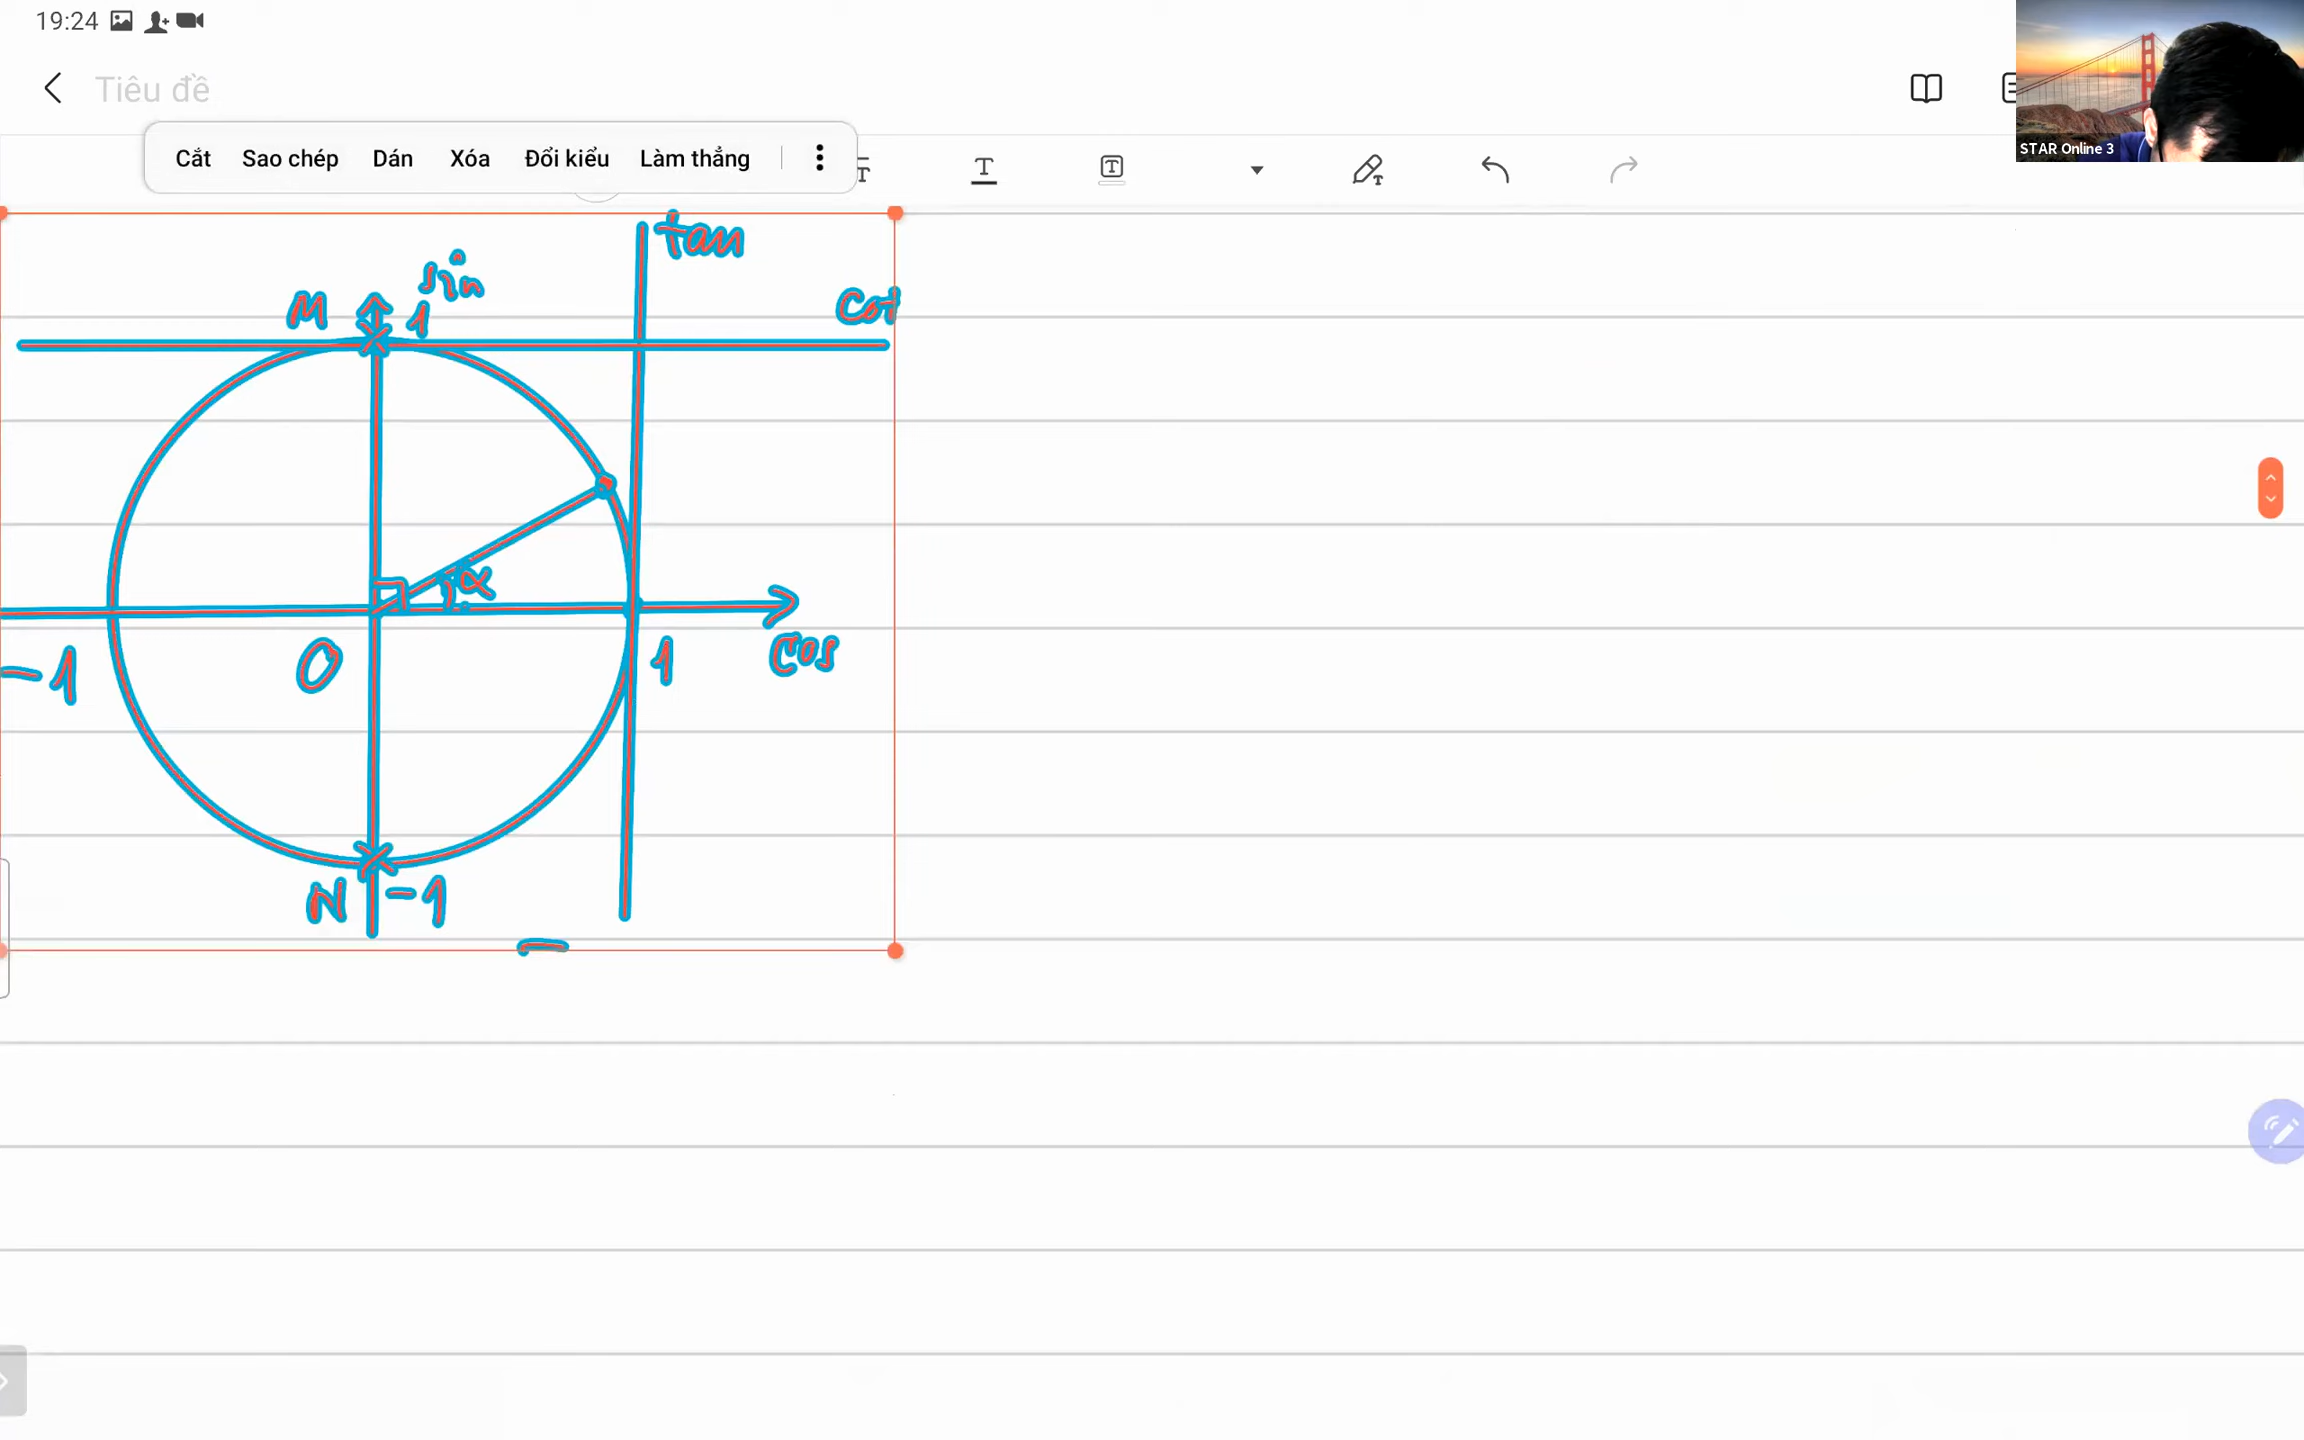 19:24
Tiêu đề
STAR Online 3
Cắt Sao chép Dán Xóa Đổi kiểu Làm thẳng
tan
sin
M 1 cot
α
-1 O 1 cos
N -1